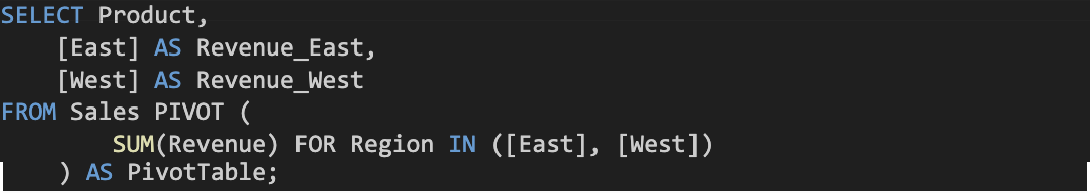 SELECT Product,
    [East] AS Revenue_East,
    [West] AS Revenue_West
FROM Sales PIVOT (
        SUM(Revenue) FOR Region IN ([East], [West])
    ) AS PivotTable;